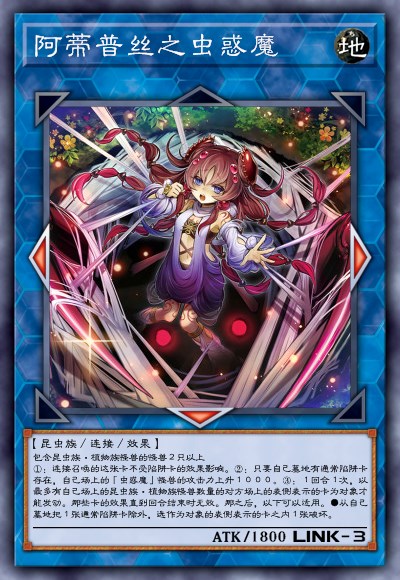 阿蒂普丝之虫惑魔
地
【昆虫族／连接／效果】
包含昆虫族・植物族怪兽的怪兽2只以上
①：连接召唤的这张卡不受陷阱卡的效果影响。②：只要自己墓地有通常陷阱卡
存在，自己场上的「虫惑魔」怪兽的攻击力上升1000。③：1回合1次，以
最多有自己场上的昆虫族・植物族怪兽数量的对方场上的表侧表示的卡为对象才
能发动。那些卡的效果直到回合结束时无效。那之后，以下可以适用。●从自己
墓地把1张通常陷阱卡除外，选作为对象的表侧表示的卡之内1张破坏。
ATK/1800 LINK-3